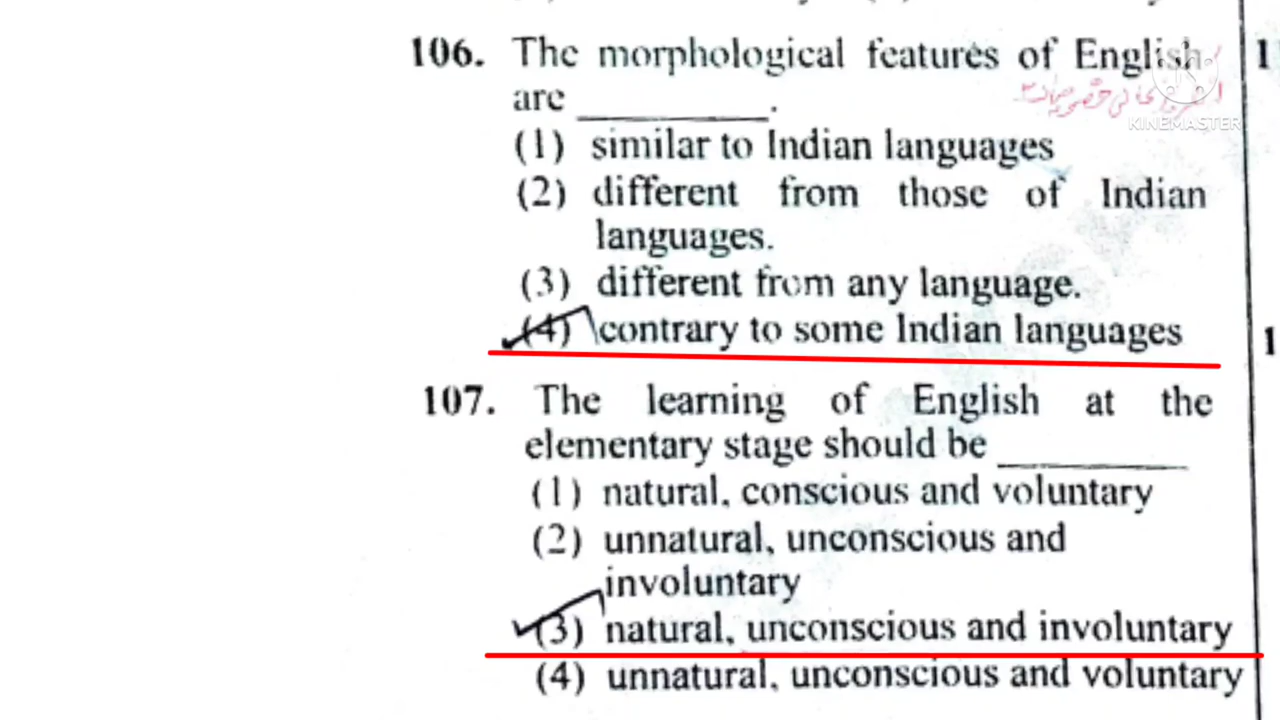 106. The morphological features of English
are ________.
(1) similar to Indian languages
(2) different from those of Indian
languages.
(3) different from any language.
(4) contrary to some Indian languages
107. The learning of English at the
elementary stage should be ________
(1) natural, conscious and voluntary
(2) unnatural, unconscious and
involuntary
(3) natural, unconscious and involuntary
(4) unnatural, unconscious and voluntary
1
1
KINEMASTER